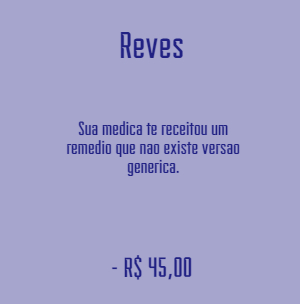 Reves
Sua medica te receitou um
remedio que nao existe versao
generica.
- R$ 45,00